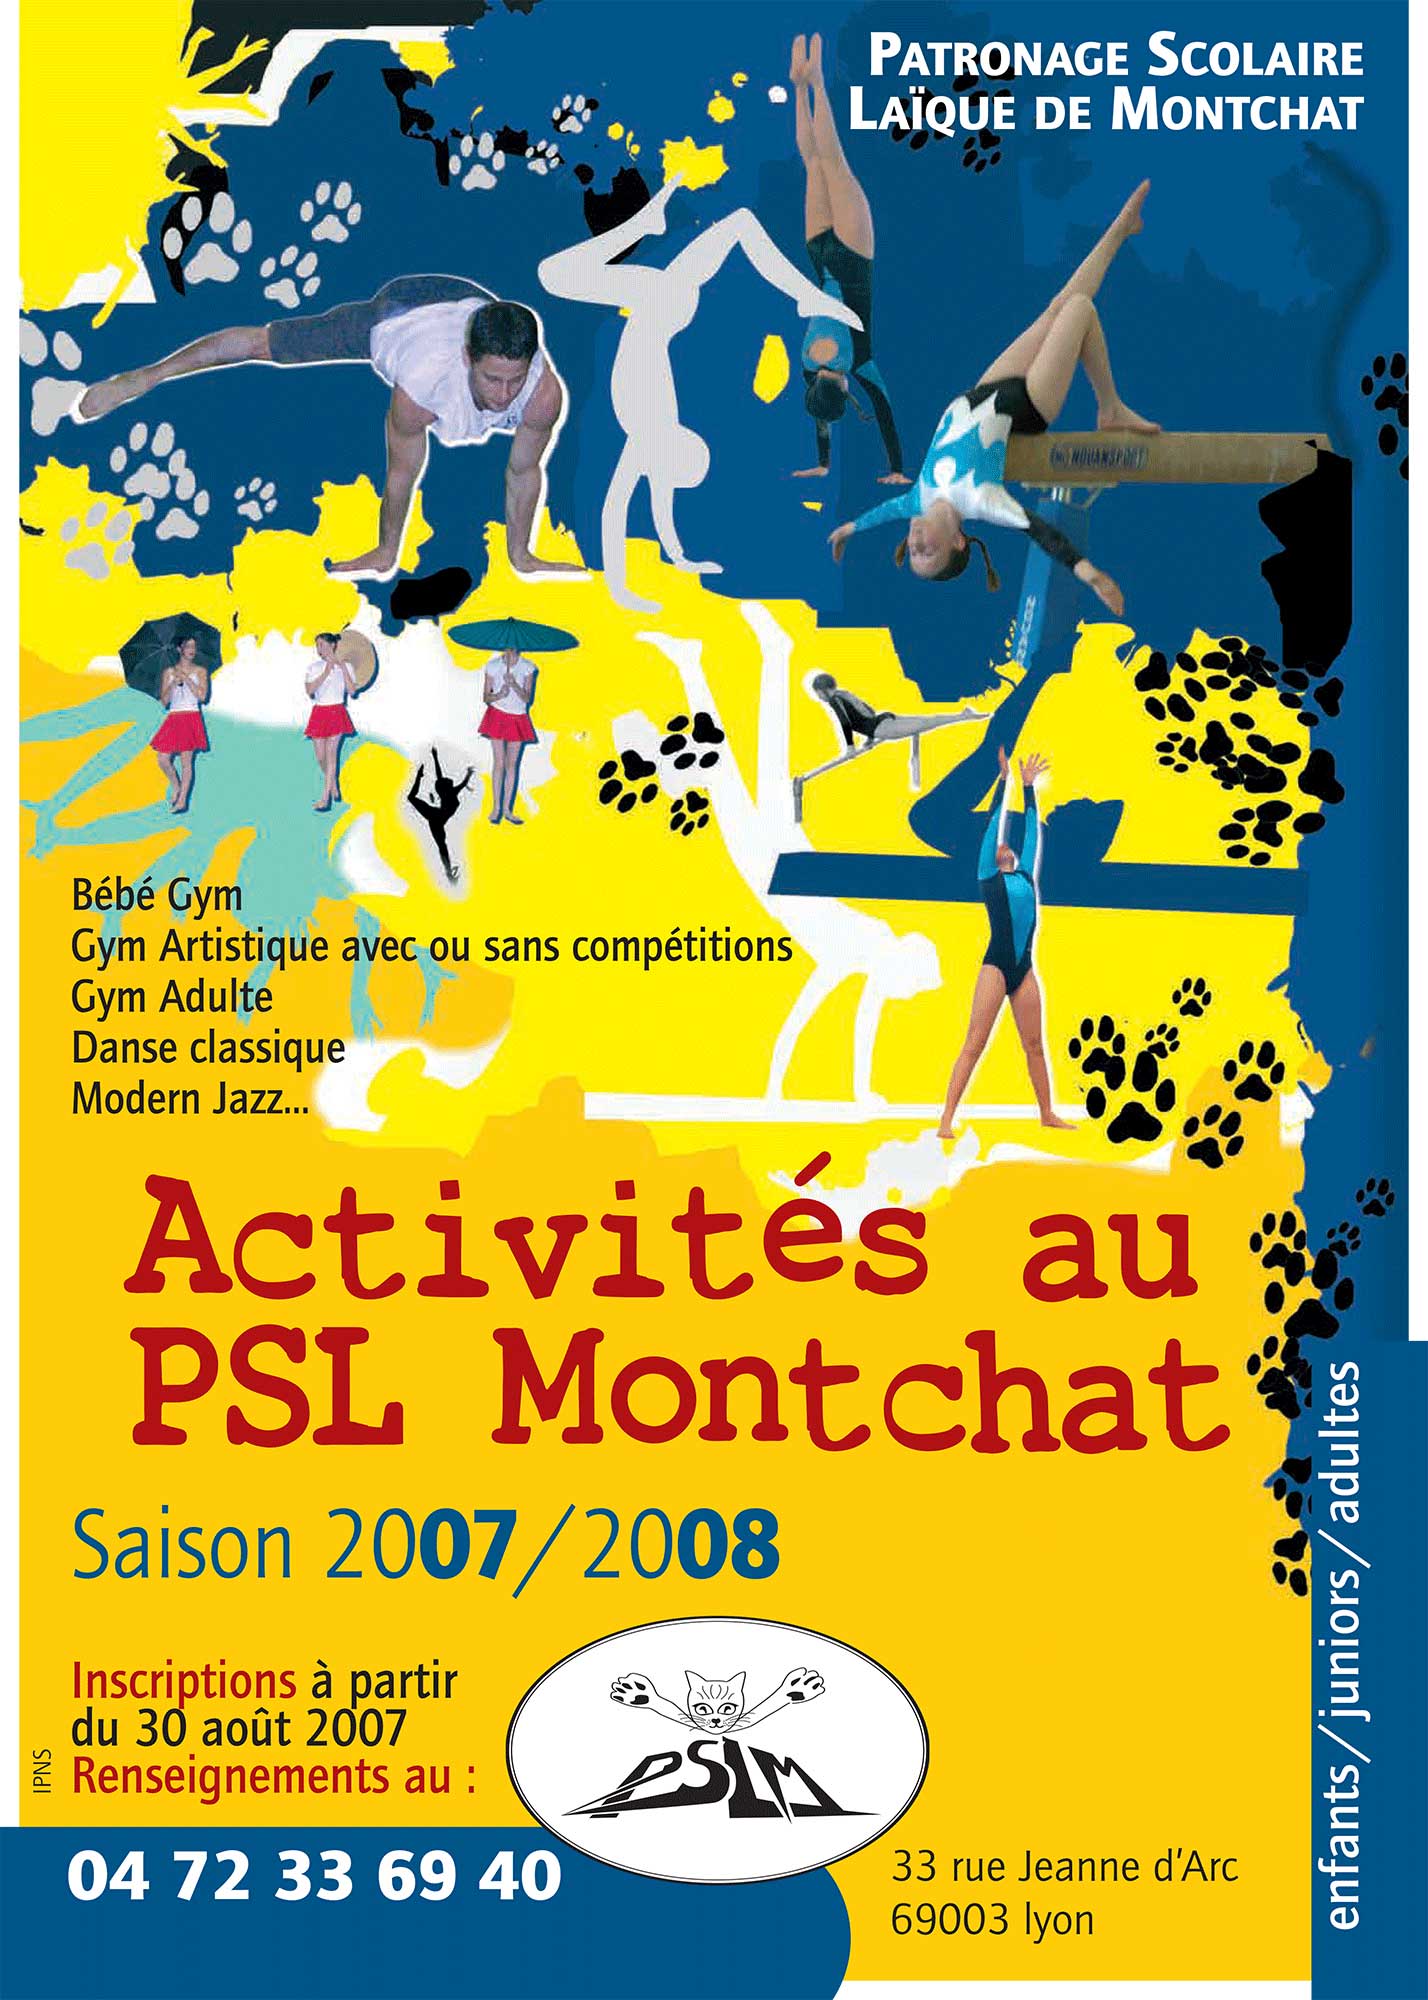 PATRONAGE SCOLAIRE
LAÏQUE DE MONTCHAT
Bébé Gym
Gym Artistique avec ou sans compétitions
Gym Adulte
Danse classique
Modern Jazz...
Activités au
PSL Montchat
Saison 2007/2008
Inscriptions à partir
du 30 août 2007
Renseignements au :
IPNS
PSLM
04 72 33 69 40
33 rue Jeanne d'Arc
69003 lyon
enfants/juniors/adultes